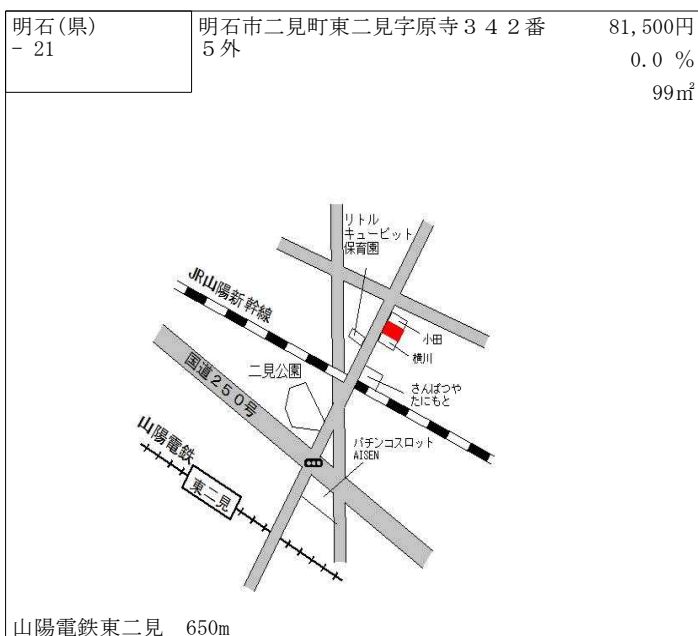 明石(県)
- 21
明石市二見町東二見字原寺３４２番
５外
81,500円
0.0 %
99㎡
リトル
キューピット
保育園
JR山陽新幹線
小田
横川
二見公園
さんぱつや
たにもと
国道２５０号
山陽電鉄
パチンコスロット
AISEN
東二見
山陽電鉄東二見　650m